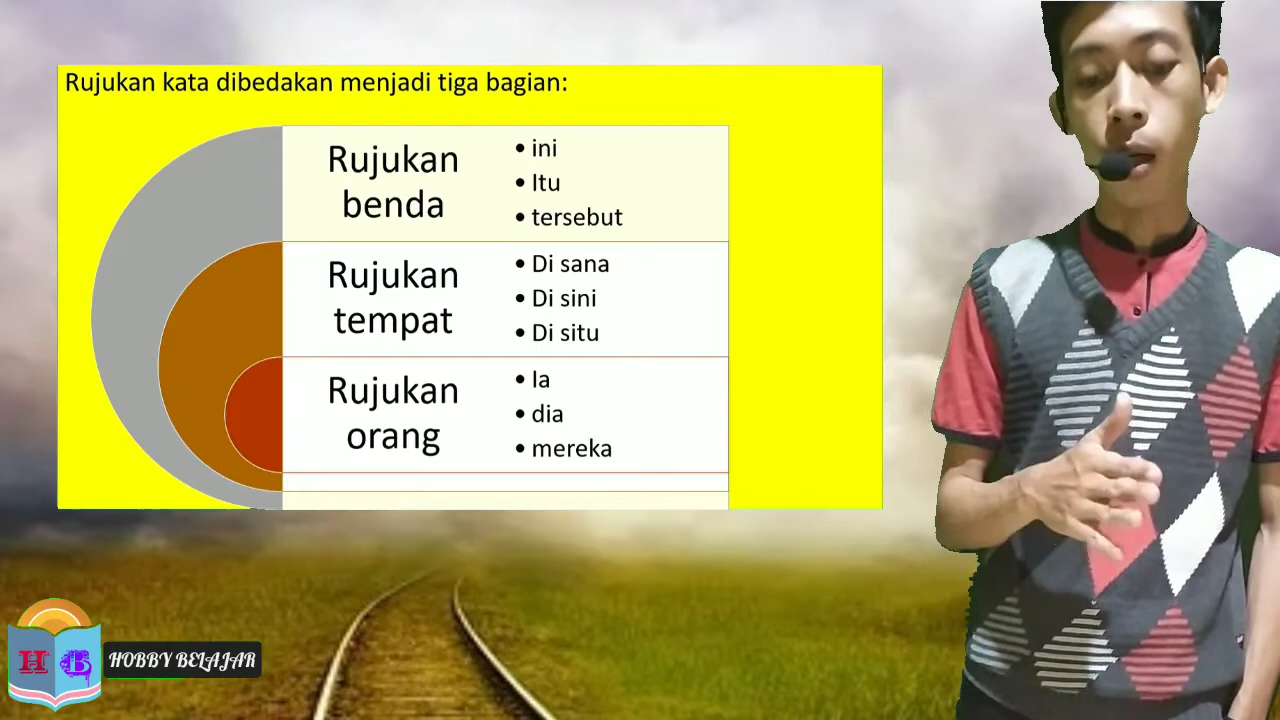 Rujukan kata dibedakan menjadi tiga bagian:
Rujukan
benda
• ini
• Itu
• tersebut
Rujukan
tempat
• Di sana
• Di sini
• Di situ
Rujukan
orang
• Ia
• dia
• mereka
H B
HOBBY BELAJAR